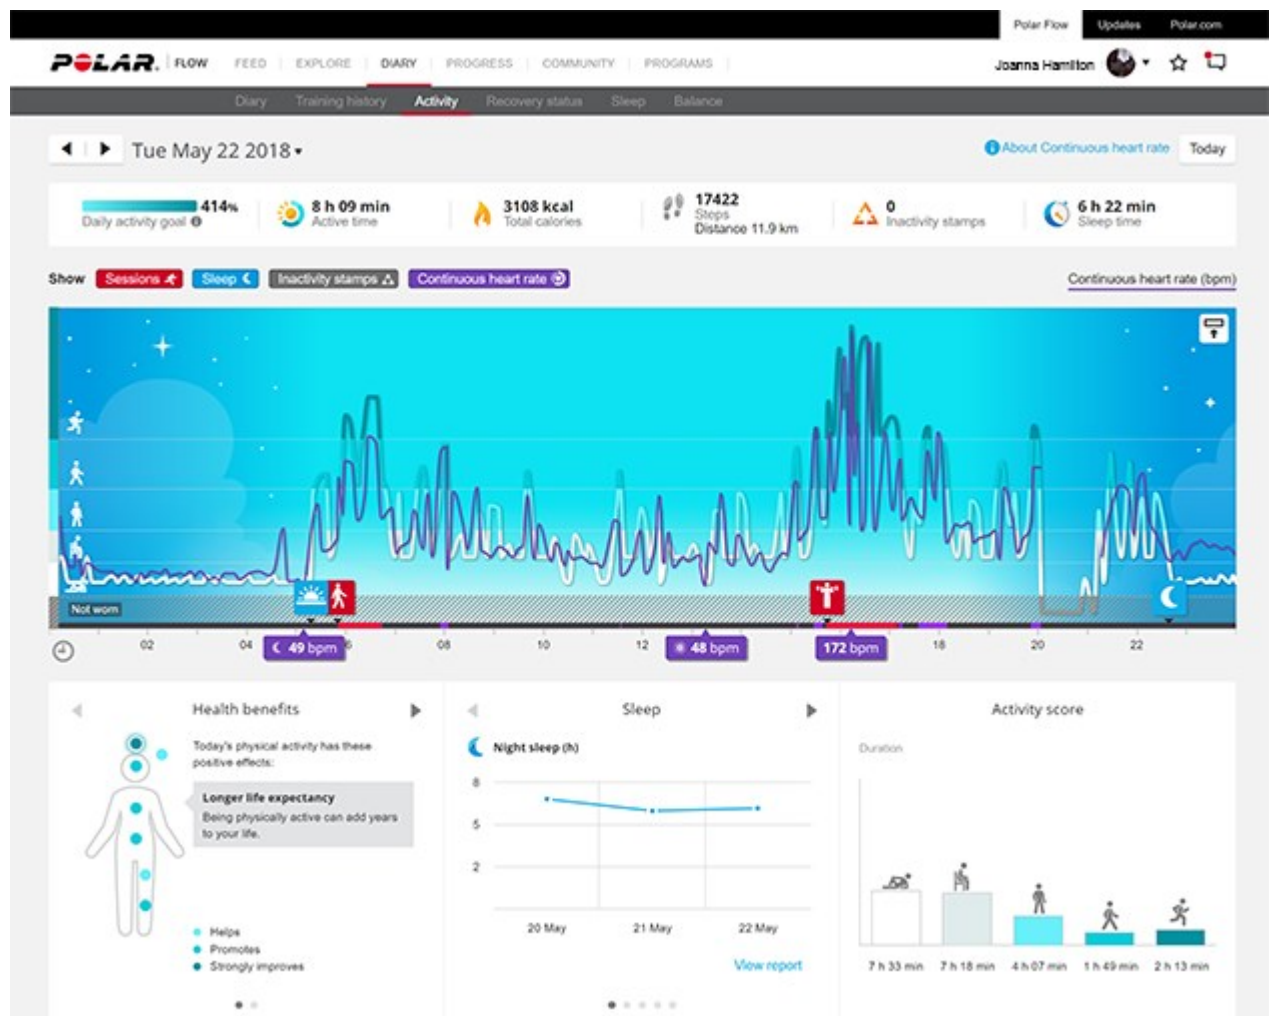 Polar Flow Updates Polar.com
POLAR. FLOW FEED EXPLORE DIARY PROGRESS COMMUNITY PROGRAMS Joanna Hamilton
Diary Training history Activity Recovery status Sleep Balance
Tue May 22 2018 About Continuous heart rate Today
414%
Daily activity goal
8 h 09 min
Active time
3108 kcal
Total calories
17422
Steps
Distance 11.9 km
0
Inactivity stamps
6 h 22 min
Sleep time
Show Sessions Sleep Inactivity stamps Continuous heart rate Continuous heart rate (bpm)
Not worn
02 04 6 08 10 12 18 20 22
49 bpm 48 bpm 172 bpm
Health benefits
Today's physical activity has these
positive effects:
Longer life expectancy
Being physically active can add years
to your life.
Helps
Promotes
Strongly improves
Sleep
Night sleep (h)
8
5
2
20 May 21 May 22 May
View report
Activity score
Duration
7 h 33 min 7 h 18 min 4 h 07 min 1 h 49 min 2 h 13 min